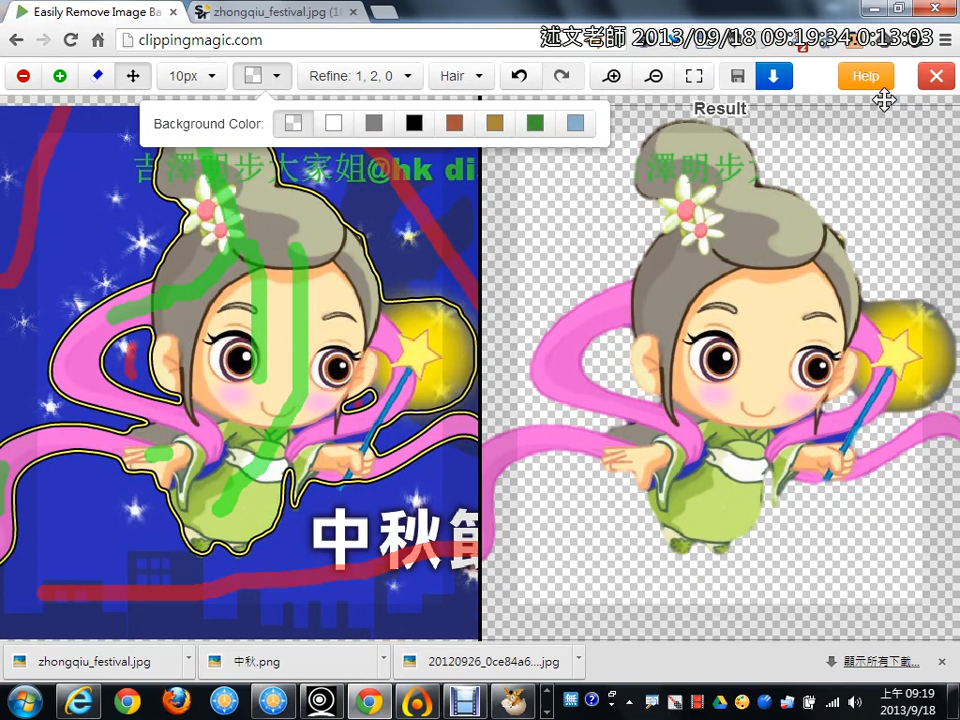 Easily Remove Image Ba
zhongqiu_festival.jpg (10
clippingmagic.com
述文老師 2013/09/18 09:19:34 0:13:03
10px
Refine: 1, 2, 0
Hair
Help
Background Color:
Result
吉澤明步大家姐@hk di
澤明步大
中秋節
zhongqiu_festival.jpg
中秋.png
20120926_0ce84a6....jpg
顯示所有下載...
上午 09:19
2013/9/18